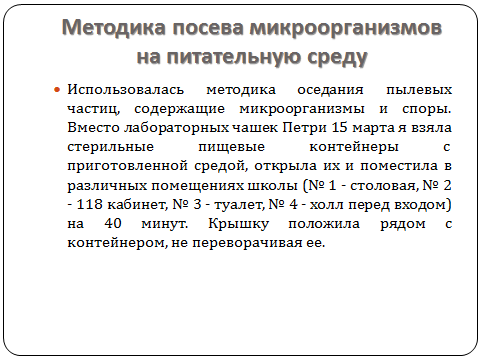 Методика посева микроорганизмов
на питательную среду
Использовалась методика оседания пылевых
частиц, содержащие микроорганизмы и споры.
Вместо лабораторных чашек Петри 15 марта я взяла
стерильные пищевые контейнеры с
приготовленной средой, открыла их и поместила в
различных помещениях школы (№ 1 - столовая, № 2
- 118 кабинет, № 3 - туалет, № 4 - холл перед входом)
на 40 минут. Крышку положила рядом с
контейнером, не переворачивая ее.